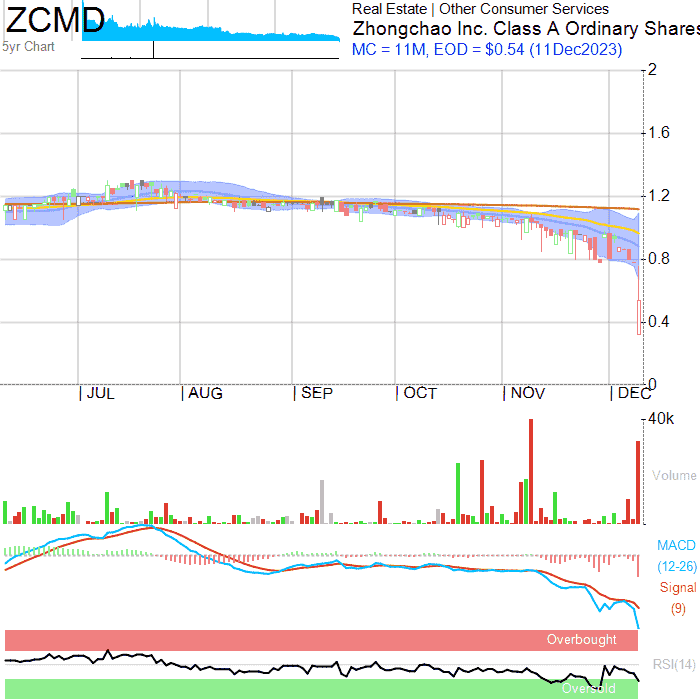 ZCMD
5yr Chart
Real Estate | Other Consumer Services
Zhongchao Inc. Class A Ordinary Shares
MC = 11M, EOD = $0.54 (11Dec2023)
2
1.6
1.2
0.8
0.4
0
| JUL | AUG | SEP | OCT | NOV | DEC
40k
Volume
MACD
(12-26)
Signal
(9)
Overbought
RSI(14)
Oversold